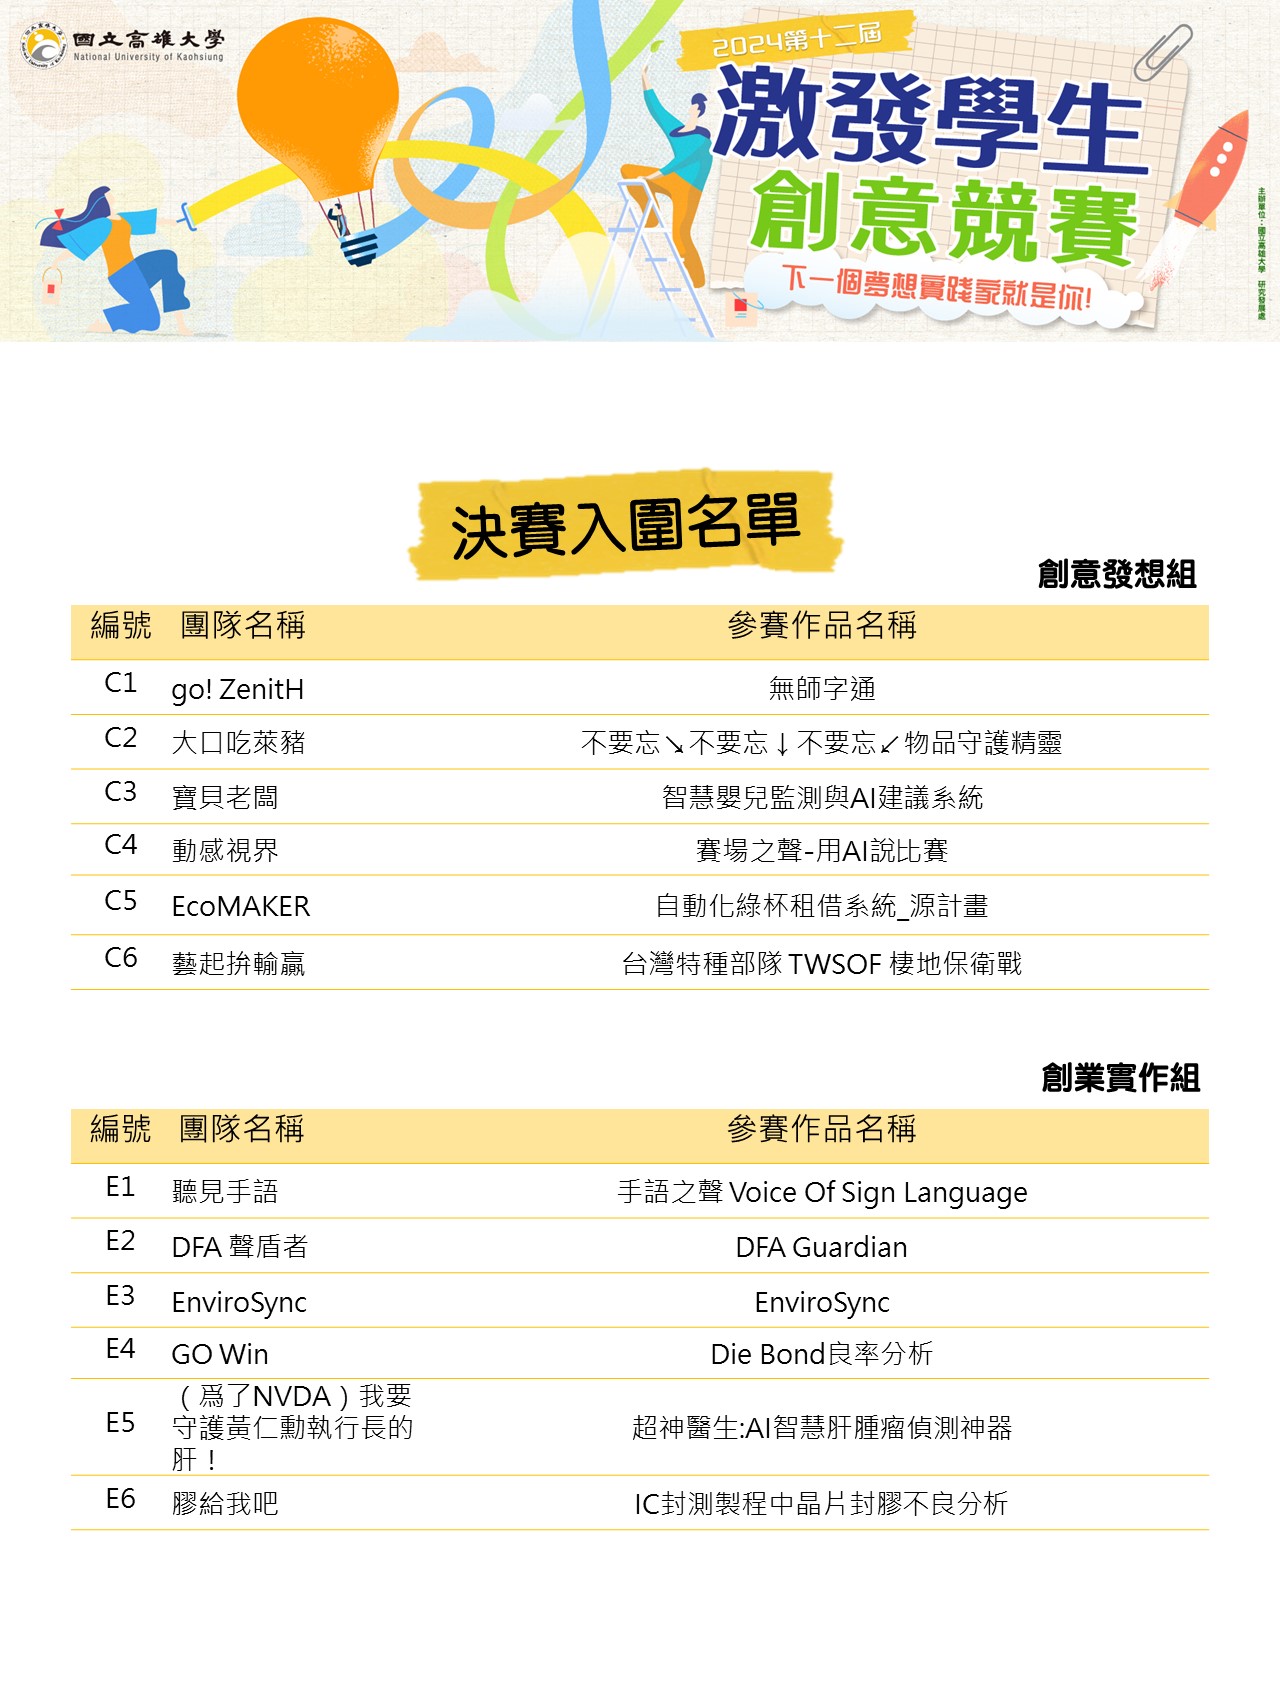 國立高雄大學
National University of Kaohsiung
2024第十二屆
激發學生
創意競賽
下一個夢想實踐家就是你!
主辦單位：國立高雄大學 研究發展處
決賽入圍名單
創意發想組
編號 團隊名稱 參賽作品名稱
C1 go! ZenitH 無師字通
C2 大口吃萊豬 不要忘↘不要忘↓不要忘↙物品守護精靈
C3 寶貝老闆 智慧嬰兒監測與AI建議系統
C4 動感視界 賽場之聲-用AI說比賽
C5 EcoMAKER 自動化綠杯租借系統_源計畫
C6 藝起拚輸贏 台灣特種部隊 TWSOF 棲地保衛戰
創業實作組
編號 團隊名稱 參賽作品名稱
E1 聽見手語 手語之聲 Voice Of Sign Language
E2 DFA 聲盾者 DFA Guardian
E3 EnviroSync EnviroSync
E4 GO Win Die Bond良率分析
（爲了NVDA）我要
E5 守護黃仁勳執行長的 超神醫生:AI智慧肝腫瘤偵測神器
肝！
E6 膠給我吧 IC封測製程中晶片封膠不良分析